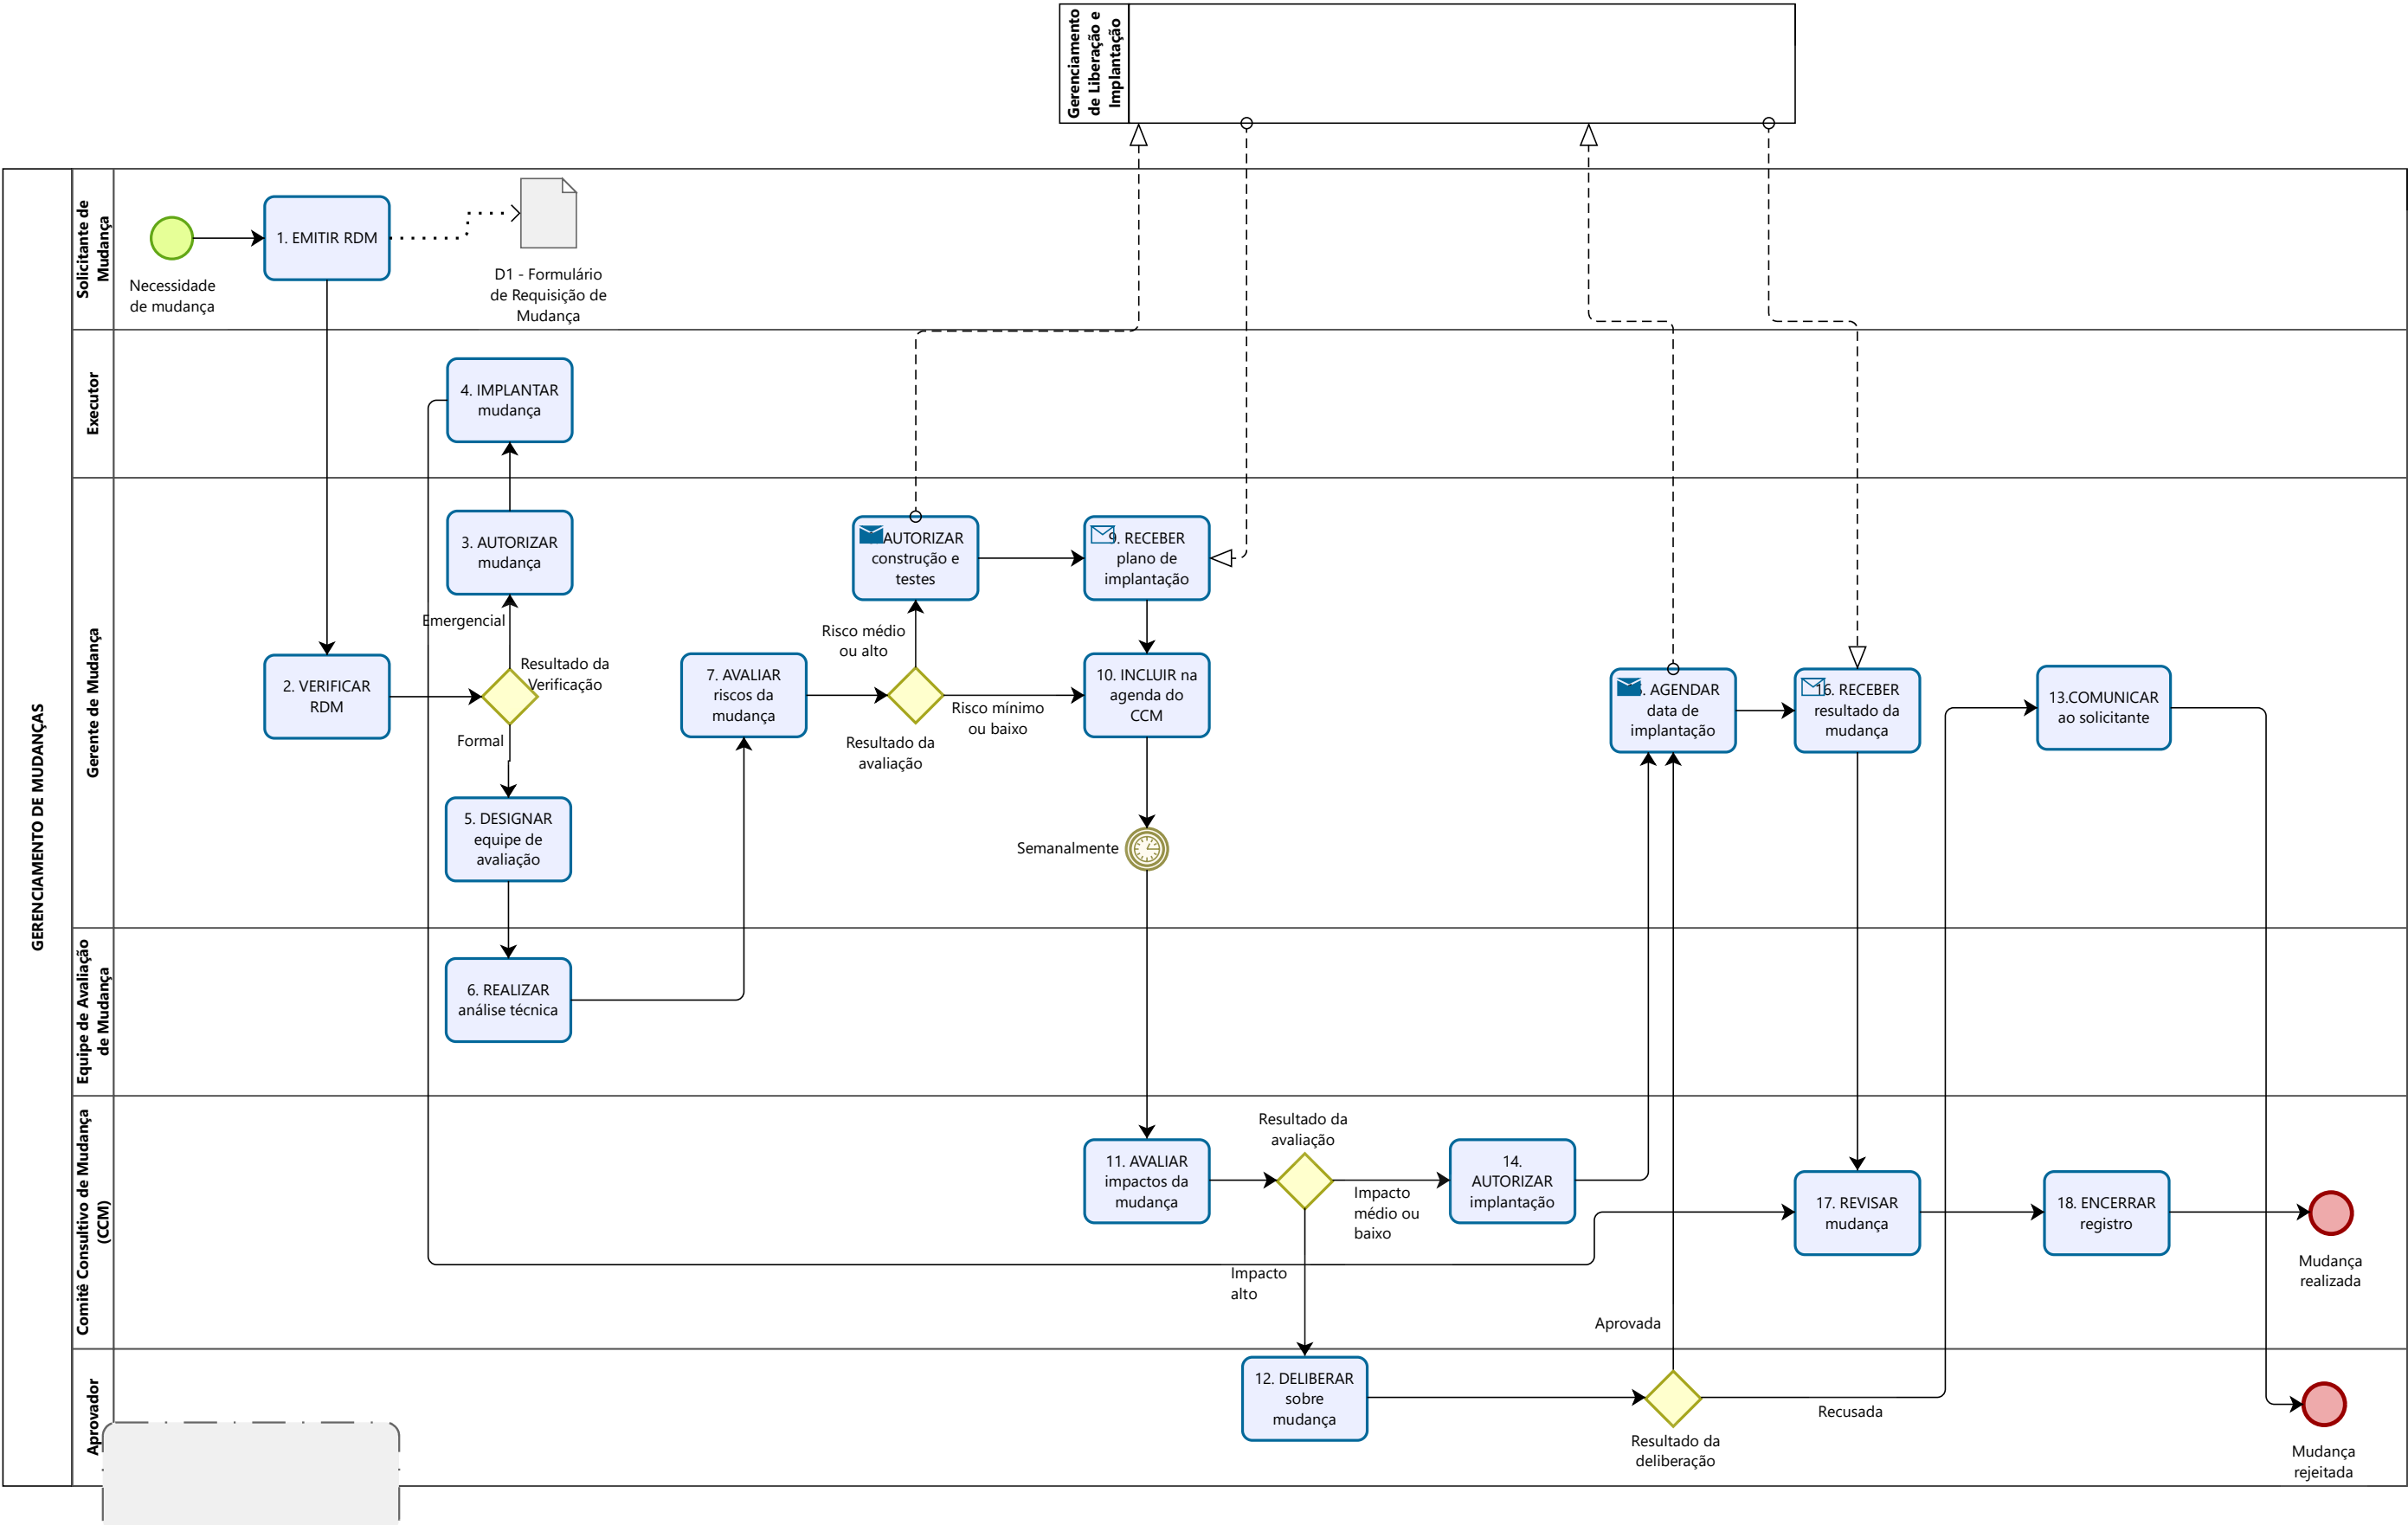 Gerenciamento
de Liberação e
Implantação
GERENCIAMENTO DE MUDANÇAS
Solicitante de
Mudança
Necessidade
de mudança
1. EMITIR RDM
D1 - Formulário
de Requisição de
Mudança
Executor
4. IMPLANTAR
mudança
Gerente de Mudança
3. AUTORIZAR
mudança
Emergencial
2. VERIFICAR
RDM
Resultado da
Verificação
Formal
5. DESIGNAR
equipe de
avaliação
7. AVALIAR
riscos da
mudança
AUTORIZAR
construção e
testes
Risco médio
ou alto
Resultado da
avaliação
Risco mínimo
ou baixo
9. RECEBER
plano de
implantação
10. INCLUIR na
agenda do
CCM
Semanalmente
AGENDAR
data de
implantação
16. RECEBER
resultado da
mudança
13.COMUNICAR
ao solicitante
Equipe de Avaliação
de Mudança
6. REALIZAR
análise técnica
Comitê Consultivo de Mudança
(CCM)
11. AVALIAR
impactos da
mudança
Resultado da
avaliação
Impacto
médio ou
baixo
Impacto
alto
14.
AUTORIZAR
implantação
17. REVISAR
mudança
18. ENCERRAR
registro
Mudança
realizada
Aprovador
12. DELIBERAR
sobre
mudança
Aprovada
Resultado da
deliberação
Recusada
Mudança
rejeitada